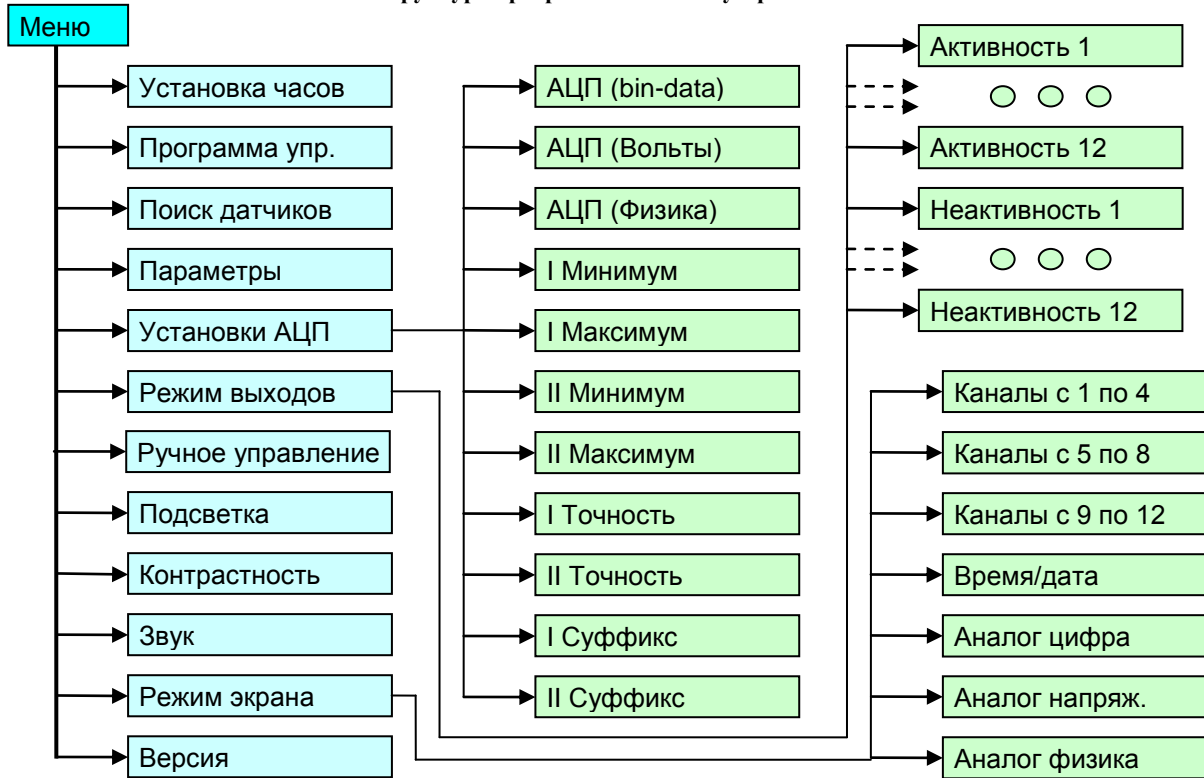 Меню
Установка часов
Программа упр.
Поиск датчиков
Параметры
Установки АЦП
Режим выходов
Ручное управление
Подсветка
Контрастность
Звук
Режим экрана
Версия
АЦП (bin-data)
АЦП (Вольты)
АЦП (Физика)
I Минимум
I Максимум
II Минимум
II Максимум
I Точность
II Точность
I Суффикс
II Суффикс
Активность 1
Активность 12
Неактивность 1
Неактивность 12
Каналы с 1 по 4
Каналы с 5 по 8
Каналы с 9 по 12
Время/дата
Аналог цифра
Аналог напряж.
Аналог физика